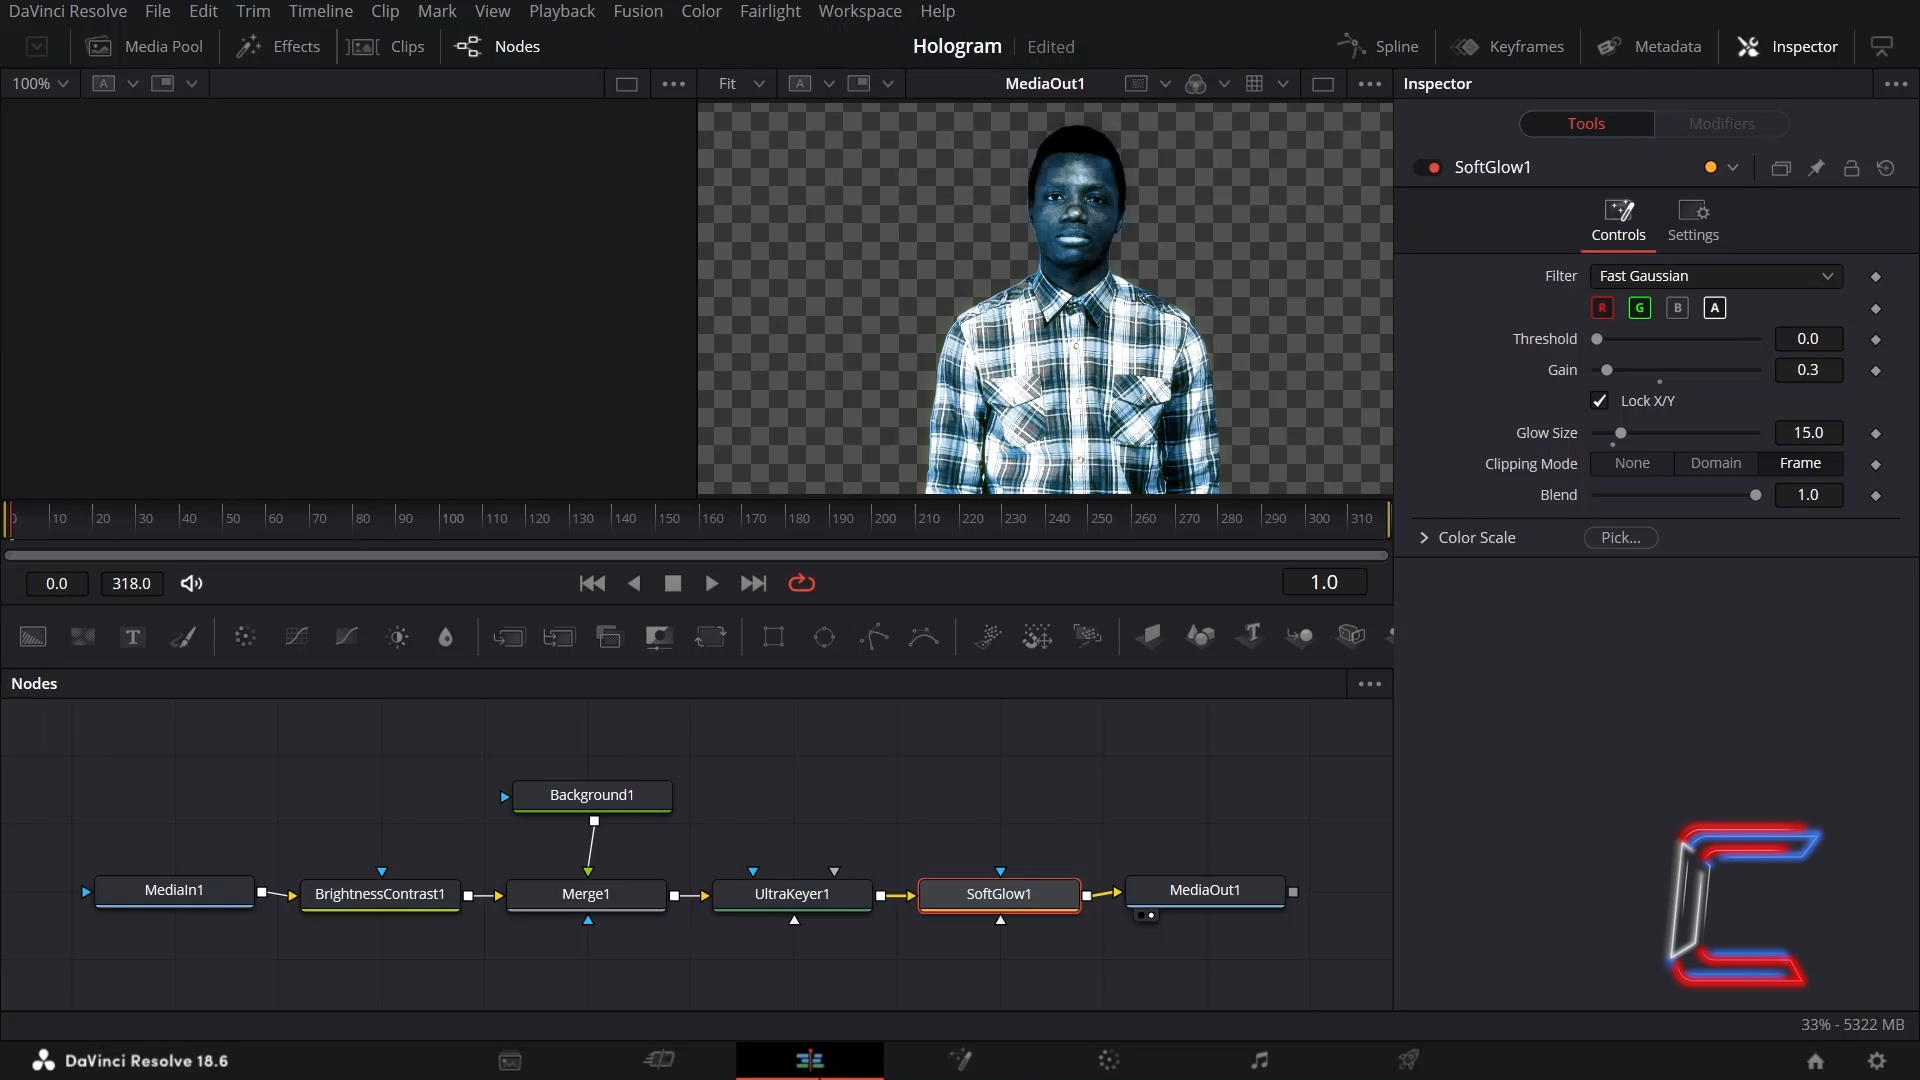 DaVinci Resolve File Edit Trim Timeline Clip Mark View Playback Fusion Color Fairlight Workspace Help
Media Pool Effects Clips Nodes Hologram Edited Spline Keyframes Metadata Inspector
100% A Fit A MediaOut1 Inspector
Tools Modifiers
SoftGlow1
Controls Settings
Filter Fast Gaussian
R G B A
Threshold 0.0
Gain 0.3
Lock X/Y
Glow Size 15.0
Clipping Mode None Domain Frame
Blend 1.0
Color Scale Pick...
10 20 30 40 50 60 70 80 90 100 110 120 130 140 150 160 170 180 190 200 210 220 230 240 250 260 270 280 290 300 310
0.0 318.0 1.0
T T
Nodes
Background1
MediaIn1 BrightnessContrast1 Merge1 UltraKeyer1 SoftGlow1 MediaOut1
33% - 5322 MB
DaVinci Resolve 18.6